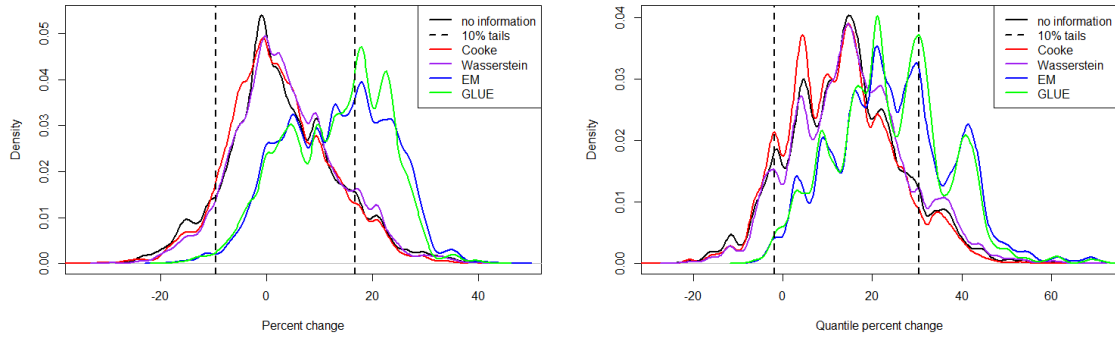 no information
10% tails
Cooke
Wasserstein
EM
GLUE
Density
0.00 0.01 0.02 0.03 0.04 0.05
-20 0 20 40
Percent change
no information
10% tails
Cooke
Wasserstein
EM
GLUE
Density
0.00 0.01 0.02 0.03 0.04
-20 0 20 40 60
Quantile percent change